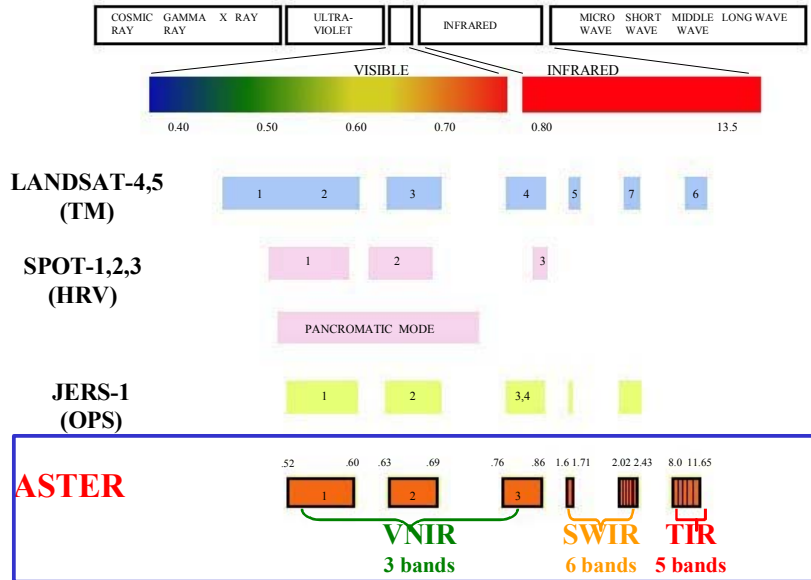 COSMIC GAMMA X RAY
RAY RAY
ULTRA-
VIOLET
INFRARED
MICRO SHORT MIDDLE LONG WAVE
WAVE WAVE WAVE
VISIBLE INFRARED
0.40 0.50 0.60 0.70 0.80 13.5
LANDSAT-4,5
(TM)
1 2 3 4 5 7 6
SPOT-1,2,3
(HRV)
1 2 3
PANCROMATIC MODE
JERS-1
(OPS)
1 2 3,4
.52 .60 .63 .69 .76 .86 1.6 1.71 2.02 2.43 8.0 11.65
ASTER
1 2 3
VNIR SWIR TIR
3 bands 6 bands 5 bands